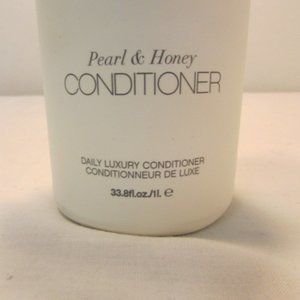 Pearl & Honey
CONDITIONER
DAILY LUXURY CONDITIONER
CONDITIONNEUR DE LUXE
33.8fl.oz./1l. ℮